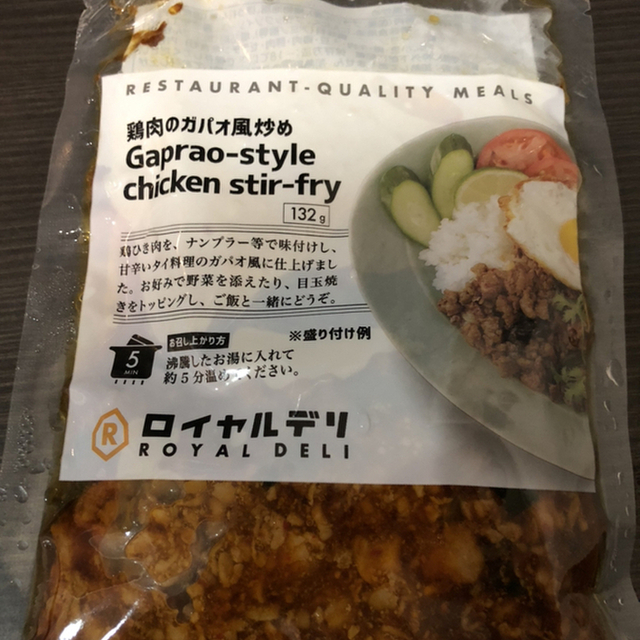 RESTAURANT-QUALITY MEALS
鶏肉のガパオ風炒め
Gaprao-style
chicken stir-fry
132g
鶏ひき肉を、ナンプラー等で味付けし、
甘辛いタイ料理のガパオ風に仕上げまし
た。お好みで野菜を添えたり、目玉焼
きをトッピングし、ご飯と一緒にどうぞ。
※盛り付け例
お召し上がり方
5
MIN
沸騰したお湯に入れて
約5分温めください。
R
ロイヤルデリ
ROYAL DELI